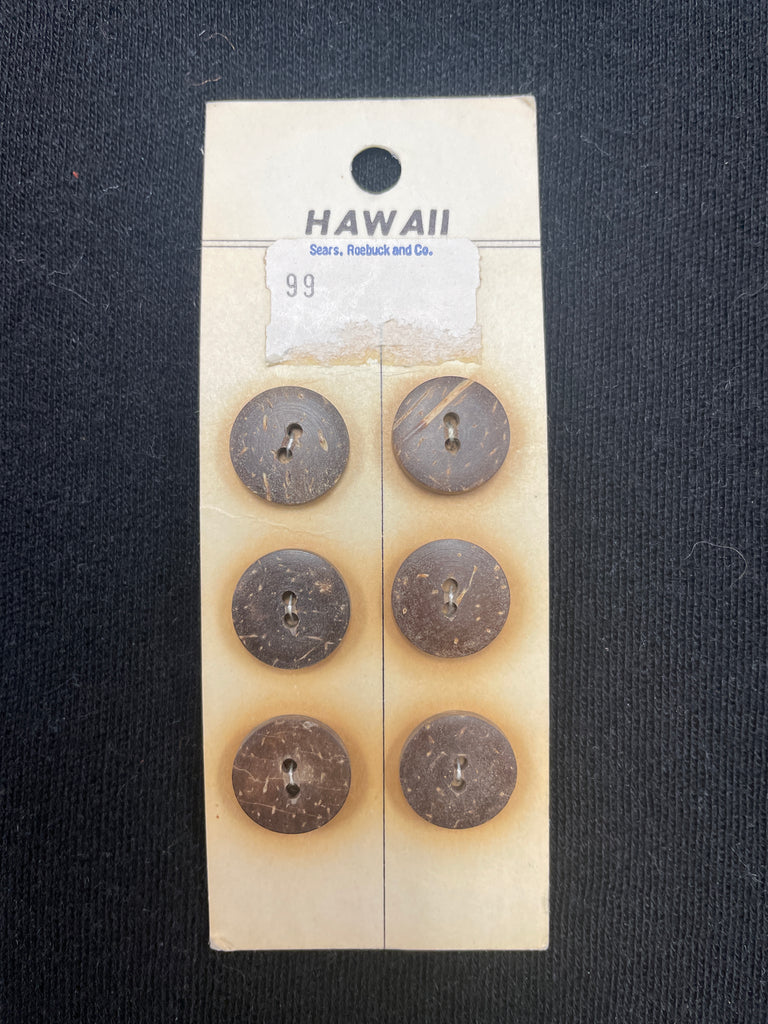 HAWAII
Sears, Roebuck and Co.
99